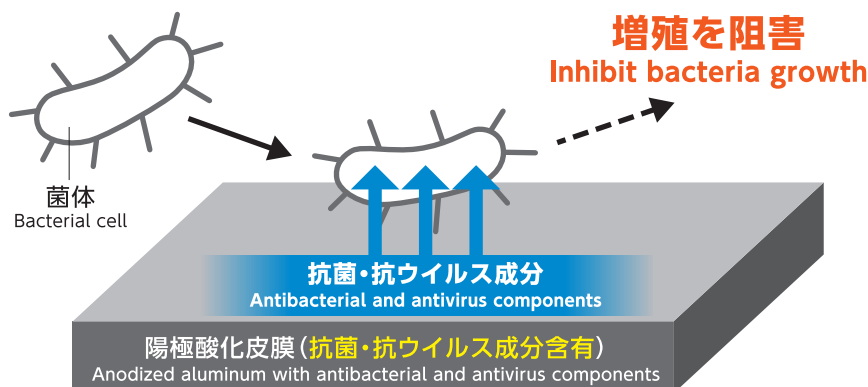 増殖を阻害
Inhibit bacteria growth
菌体
Bacterial cell
抗菌・抗ウイルス成分
Antibacterial and antivirus components
陽極酸化皮膜（抗菌・抗ウイルス成分含有）
Anodized aluminum with antibacterial and antivirus components